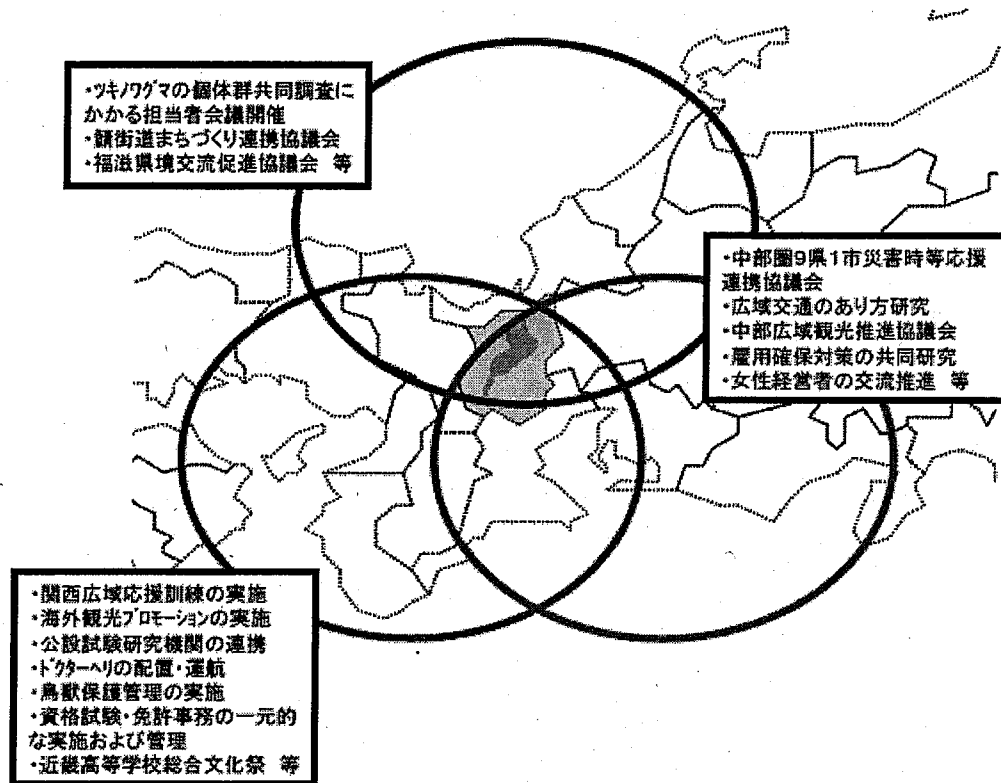 ・ツキノワグマの個体群共同調査に
かかる担当者会議開催
・鯖街道まちづくり連携協議会
・福滋県境交流促進協議会 等
・中部圏9県1市災害時等応援
連携協議会
・広域交通のあり方研究
・中部広域観光推進協議会
・雇用確保対策の共同研究
・女性経営者の交流推進 等
・関西広域応援訓練の実施
・海外観光プロモーションの実施
・公設試験研究機関の連携
・ドクターヘリの配置・運航
・鳥獣保護管理の実施
・資格試験・免許事務の一元的
な実施および管理
・近畿高等学校総合文化祭 等